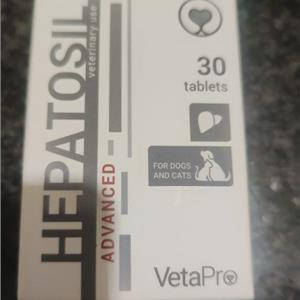 HEPATOSIL
veterinary use
ADVANCED
30
tablets
FOR DOGS
AND CATS
VetaPro